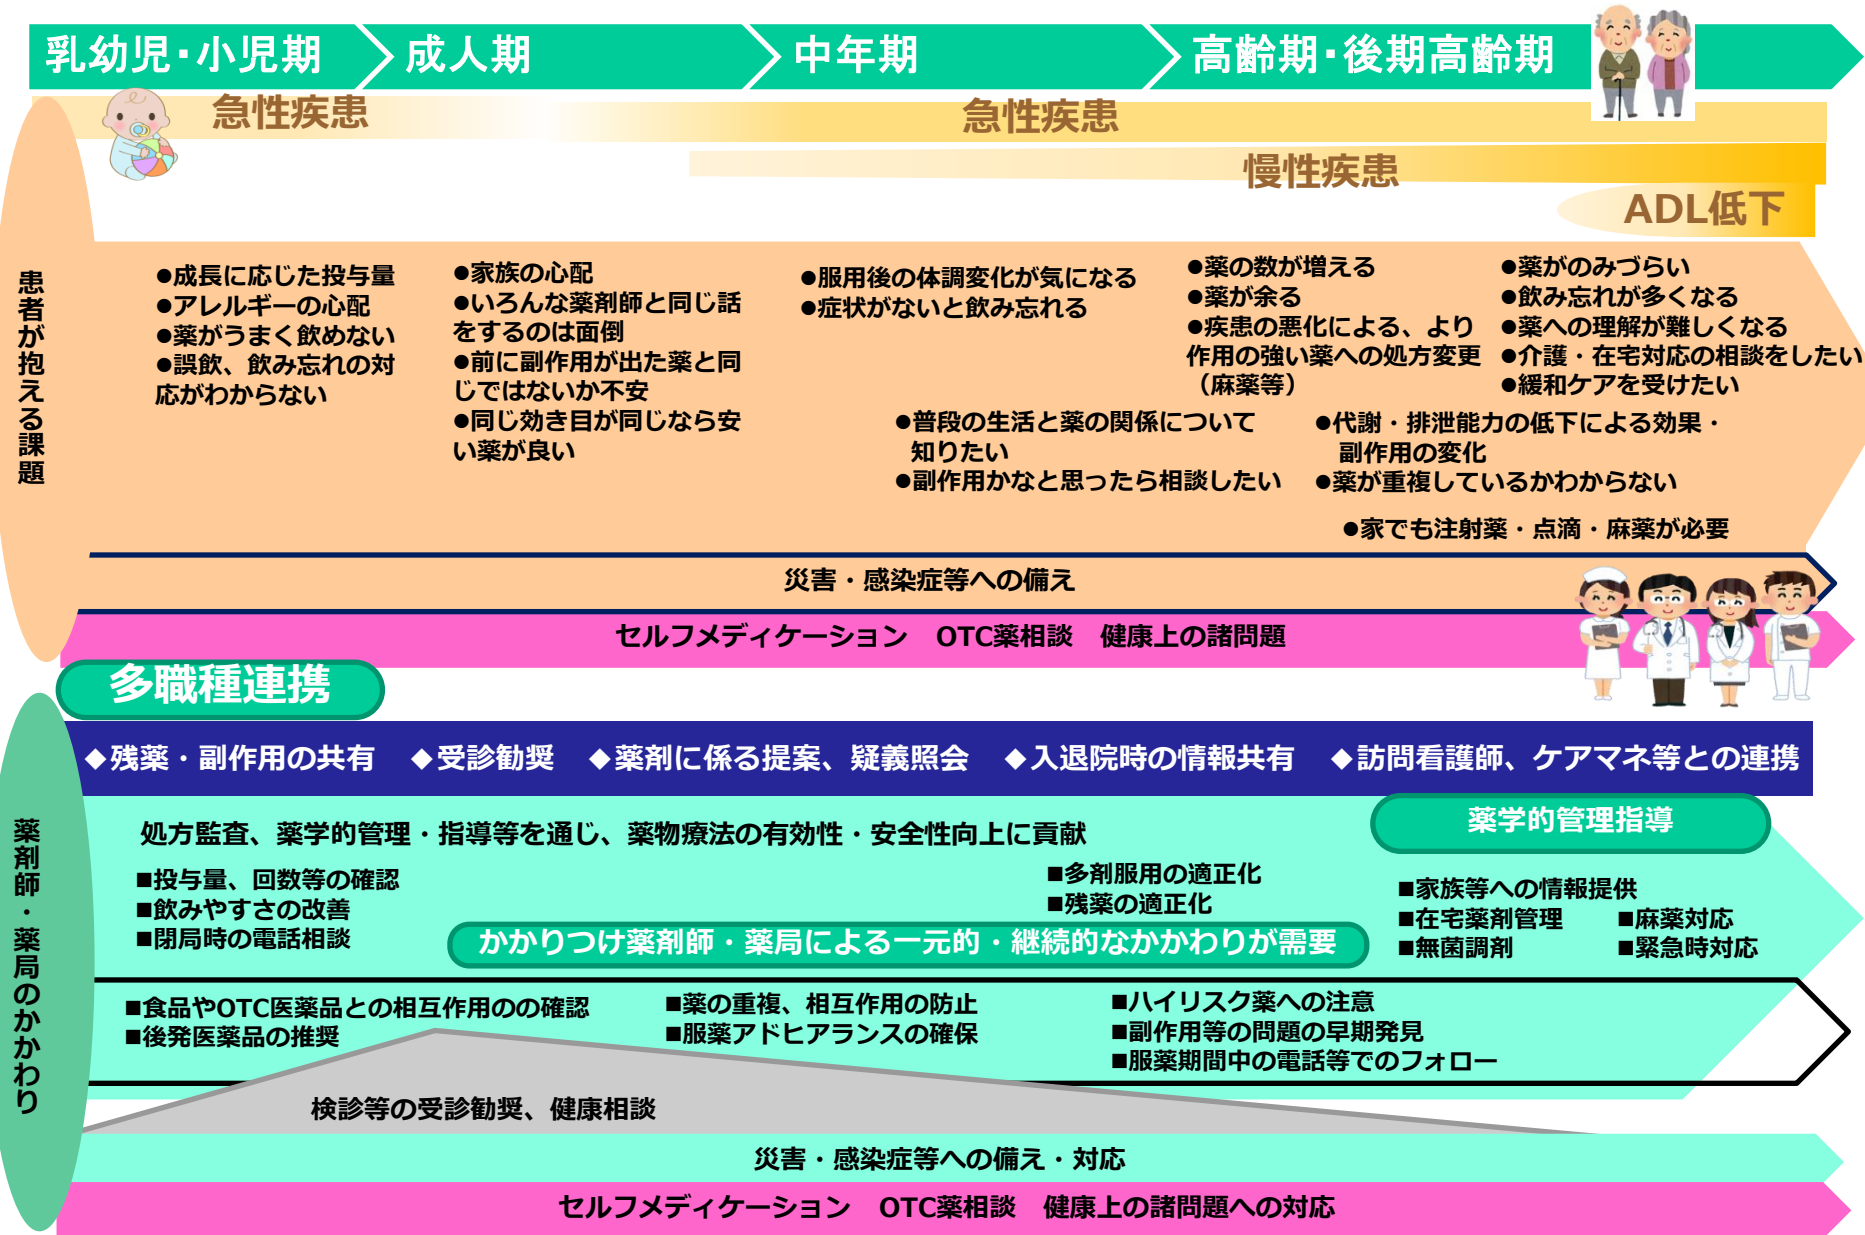 乳幼児・小児期
成人期
中年期
高齢期・後期高齢期
急性疾患
急性疾患
慢性疾患
ADL低下
患者が抱える課題
●成長に応じた投与量
●アレルギーの心配
●薬がうまく飲めない
●誤飲、飲み忘れの対
応がわからない
●家族の心配
●いろんな薬剤師と同じ話
をするのは面倒
●前に副作用が出た薬と同
じではないか不安
●同じ効き目が同じなら安
い薬が良い
●服用後の体調変化が気になる
●症状がないと飲み忘れる
●薬の数が増える
●薬が余る
●疾患の悪化による、より
作用の強い薬への処方変更
（麻薬等）
●薬がのみづらい
●飲み忘れが多くなる
●薬への理解が難しくなる
●介護・在宅対応の相談をしたい
●緩和ケアを受けたい
●普段の生活と薬の関係について
知りたい
●副作用かなと思ったら相談したい
●代謝・排泄能力の低下による効果・
副作用の変化
●薬が重複しているかわからない
●家でも注射薬・点滴・麻薬が必要
災害・感染症等への備え
セルフメディケーション　OTC薬相談　健康上の諸問題
多職種連携
◆残薬・副作用の共有　◆受診勧奨　◆薬剤に係る提案、疑義照会　◆入退院時の情報共有　◆訪問看護師、ケアマネ等との連携
薬剤師・薬局のかかわり
処方監査、薬学的管理・指導等を通じ、薬物療法の有効性・安全性向上に貢献
薬学的管理指導
■投与量、回数等の確認
■飲みやすさの改善
■閉局時の電話相談
■多剤服用の適正化
■残薬の適正化
■家族等への情報提供
■在宅薬剤管理　■麻薬対応
■無菌調剤　■緊急時対応
かかりつけ薬剤師・薬局による一元的・継続的なかかわりが需要
■食品やOTC医薬品との相互作用のの確認
■後発医薬品の推奨
■薬の重複、相互作用の防止
■服薬アドヒアランスの確保
■ハイリスク薬への注意
■副作用等の問題の早期発見
■服薬期間中の電話等でのフォロー
検診等の受診勧奨、健康相談
災害・感染症等への備え・対応
セルフメディケーション　OTC薬相談　健康上の諸問題への対応